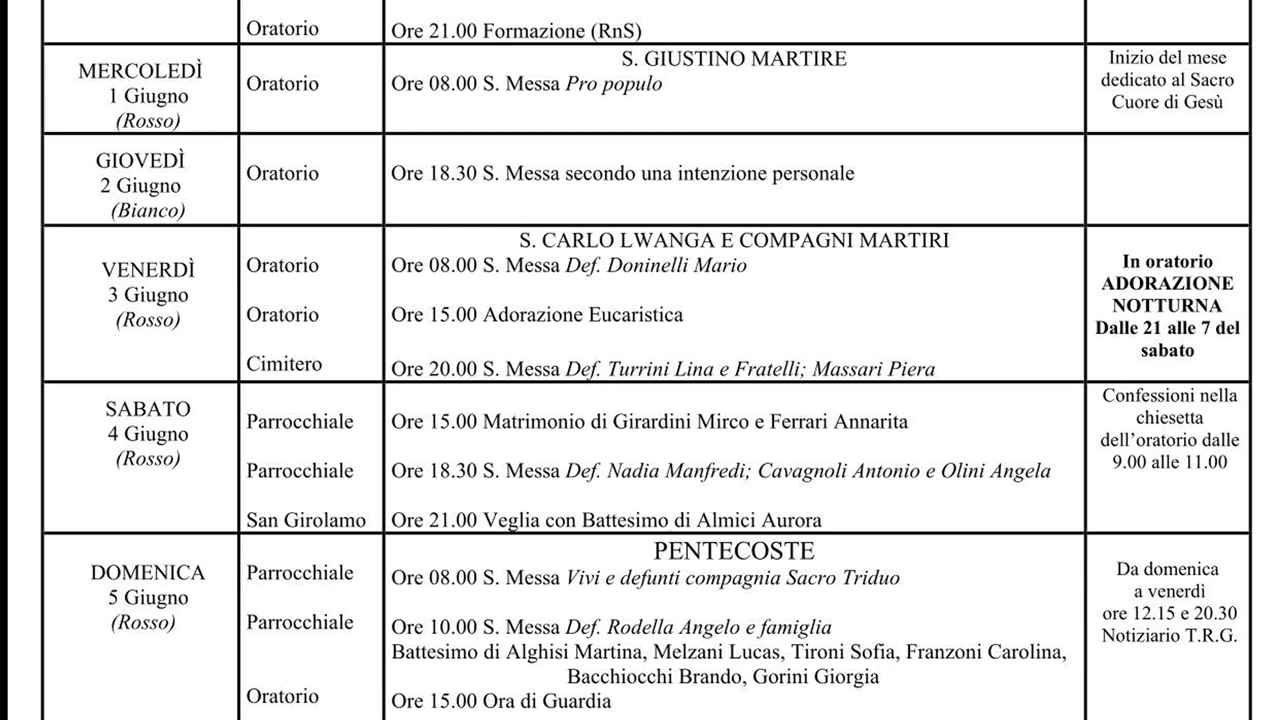 Oratorio Ore 21.00 Formazione (RnS)
MERCOLEDÌ
1 Giugno
(Rosso)
Oratorio
S. GIUSTINO MARTIRE
Ore 08.00 S. Messa Pro populo
Inizio del mese
dedicato al Sacro
Cuore di Gesù
GIOVEDÌ
2 Giugno
(Bianco)
Oratorio
Ore 18.30 S. Messa secondo una intenzione personale
VENERDÌ
3 Giugno
(Rosso)
S. CARLO LWANGA E COMPAGNI MARTIRI
Oratorio Ore 08.00 S. Messa Def. Doninelli Mario
Oratorio Ore 15.00 Adorazione Eucaristica
Cimitero Ore 20.00 S. Messa Def. Turrini Lina e Fratelli; Massari Piera
In oratorio
ADORAZIONE
NOTTURNA
Dalle 21 alle 7 del
sabato
SABATO
4 Giugno
(Rosso)
Parrocchiale Ore 15.00 Matrimonio di Girardini Mirco e Ferrari Annarita
Parrocchiale Ore 18.30 S. Messa Def. Nadia Manfredi; Cavagnoli Antonio e Olini Angela
San Girolamo Ore 21.00 Veglia con Battesimo di Almici Aurora
Confessioni nella
chiesetta
dell'oratorio dalle
9.00 alle 11.00
DOMENICA
5 Giugno
(Rosso)
PENTECOSTE
Parrocchiale Ore 08.00 S. Messa Vivi e defunti compagnia Sacro Triduo
Parrocchiale Ore 10.00 S. Messa Def. Rodella Angelo e famiglia
Battesimo di Alghisi Martina, Melzani Lucas, Tironi Sofia, Franzoni Carolina,
Bacchiocchi Brando, Gorini Giorgia
Oratorio Ore 15.00 Ora di Guardia
Da domenica
a venerdì
ore 12.15 e 20.30
Notiziario T.R.G.